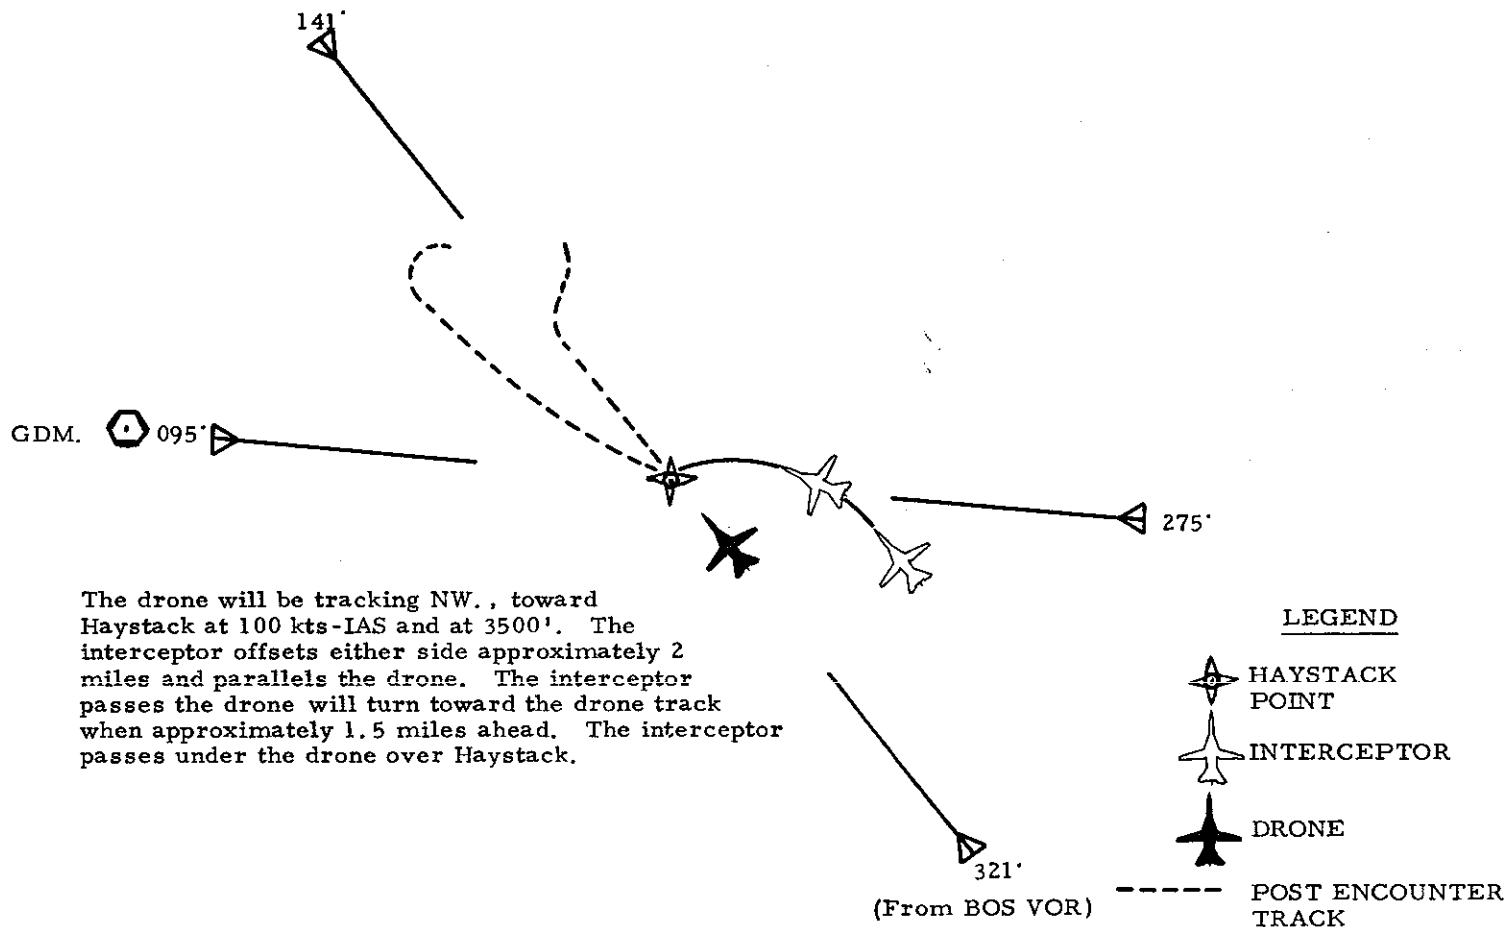 141°
GDM.
095°
275°
The drone will be tracking NW., toward
Haystack at 100 kts-IAS and at 3500'. The
interceptor offsets either side approximately 2
miles and parallels the drone. The interceptor
passes the drone will turn toward the drone track
when approximately 1.5 miles ahead. The interceptor
passes under the drone over Haystack.
321°
(From BOS VOR)
LEGEND
HAYSTACK
POINT
INTERCEPTOR
DRONE
POST ENCOUNTER
TRACK